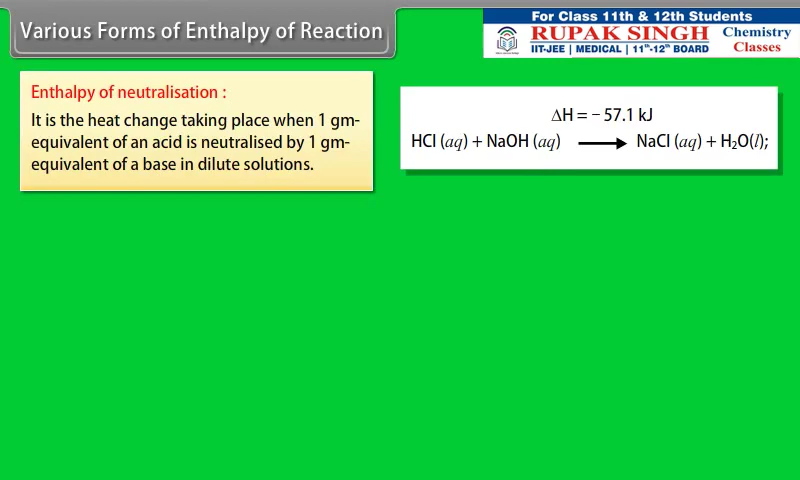 Various Forms of Enthalpy of Reaction
For Class 11th & 12th Students
RUPAK SINGH
IIT-JEE | MEDICAL | 11th-12th BOARD
Chemistry
Classes
Enthalpy of neutralisation :
It is the heat change taking place when 1 gm-
equivalent of an acid is neutralised by 1 gm-
equivalent of a base in dilute solutions.
ΔH = – 57.1 kJ
HCl (aq) + NaOH (aq) ⟶ NaCl (aq) + H₂O(l);